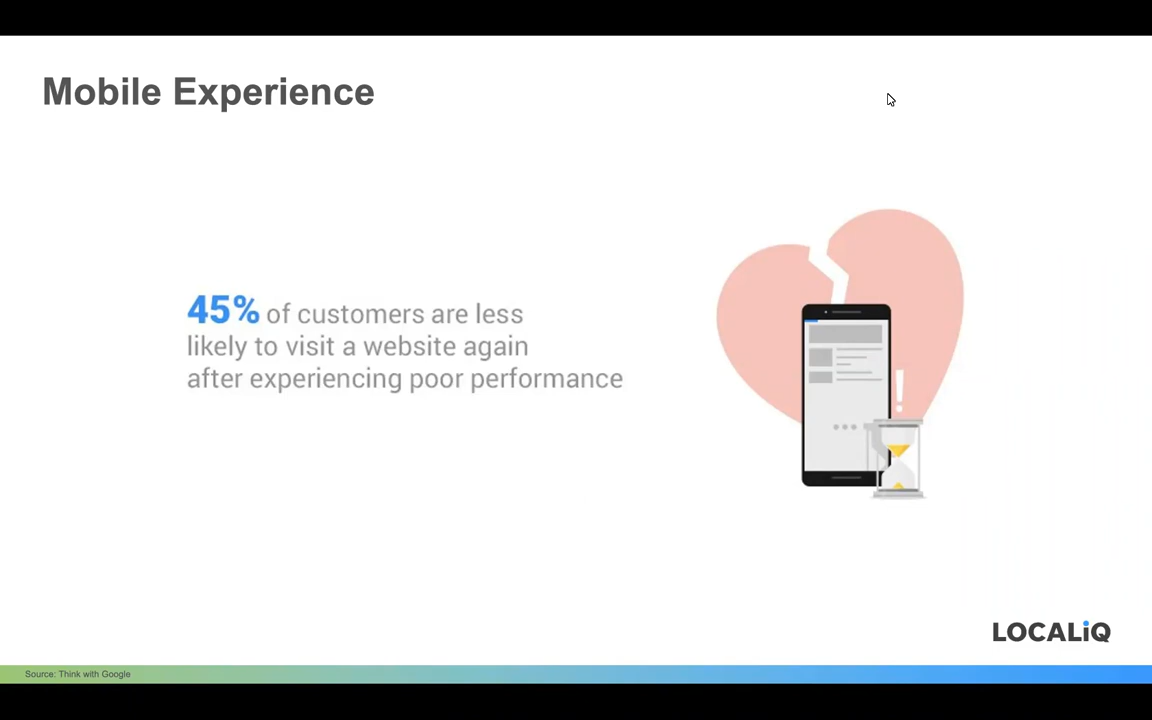 Mobile Experience
45% of customers are less
likely to visit a website again
after experiencing poor performance
!
LOCALiQ
Source: Think with Google